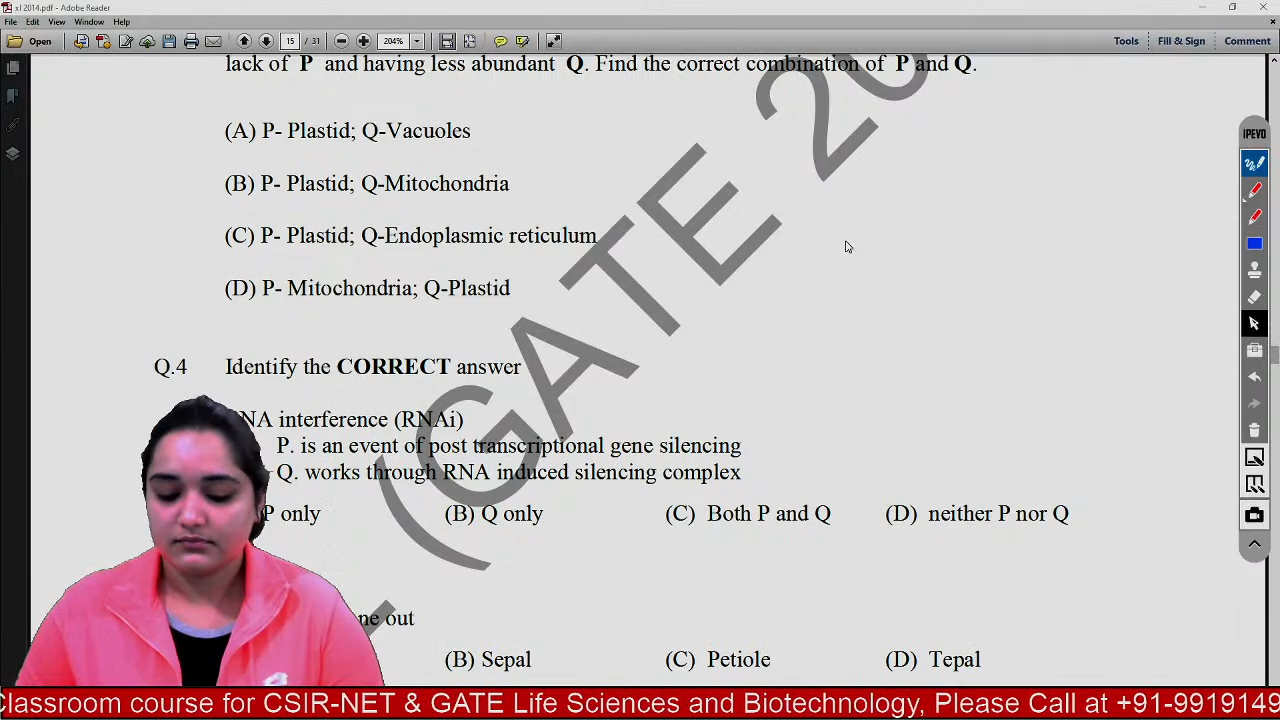 xl 2014.pdf - Adobe Reader
File Edit View Window Help
Open 15 / 31 204% Tools Fill & Sign Comment
lack of P and having less abundant Q. Find the correct combination of P and Q.
(A) P- Plastid; Q-Vacuoles
(B) P- Plastid; Q-Mitochondria
(C) P- Plastid; Q-Endoplasmic reticulum
(D) P- Mitochondria; Q-Plastid
IPEVO
(GATE 20
Q.4 Identify the CORRECT answer
NA interference (RNAi)
P. is an event of post transcriptional gene silencing
Q. works through RNA induced silencing complex
P only (B) Q only (C) Both P and Q (D) neither P nor Q
ne out
(B) Sepal (C) Petiole (D) Tepal
Classroom course for CSIR-NET & GATE Life Sciences and Biotechnology, Please Call at +91-9919149